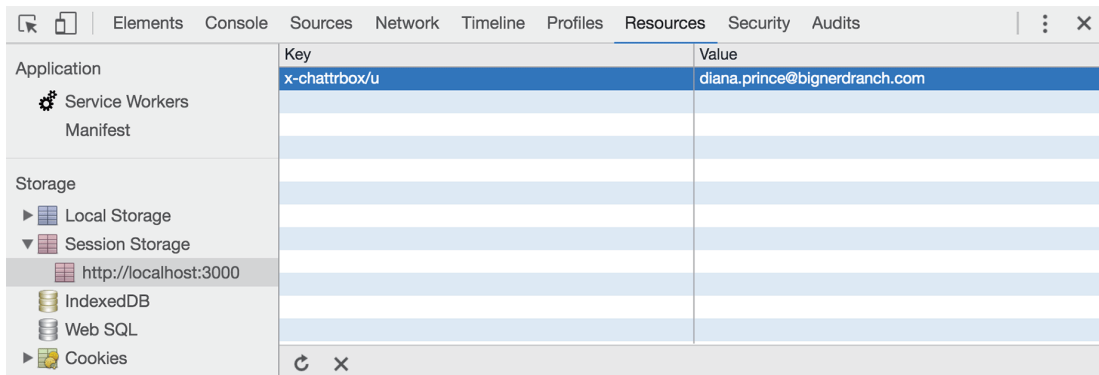 Elements Console Sources Network Timeline Profiles Resources Security Audits
Key Value
x-chattrbox/u diana.prince@bignerdranch.com
Application
Service Workers
Manifest
Storage
Local Storage
Session Storage
http://localhost:3000
IndexedDB
Web SQL
Cookies